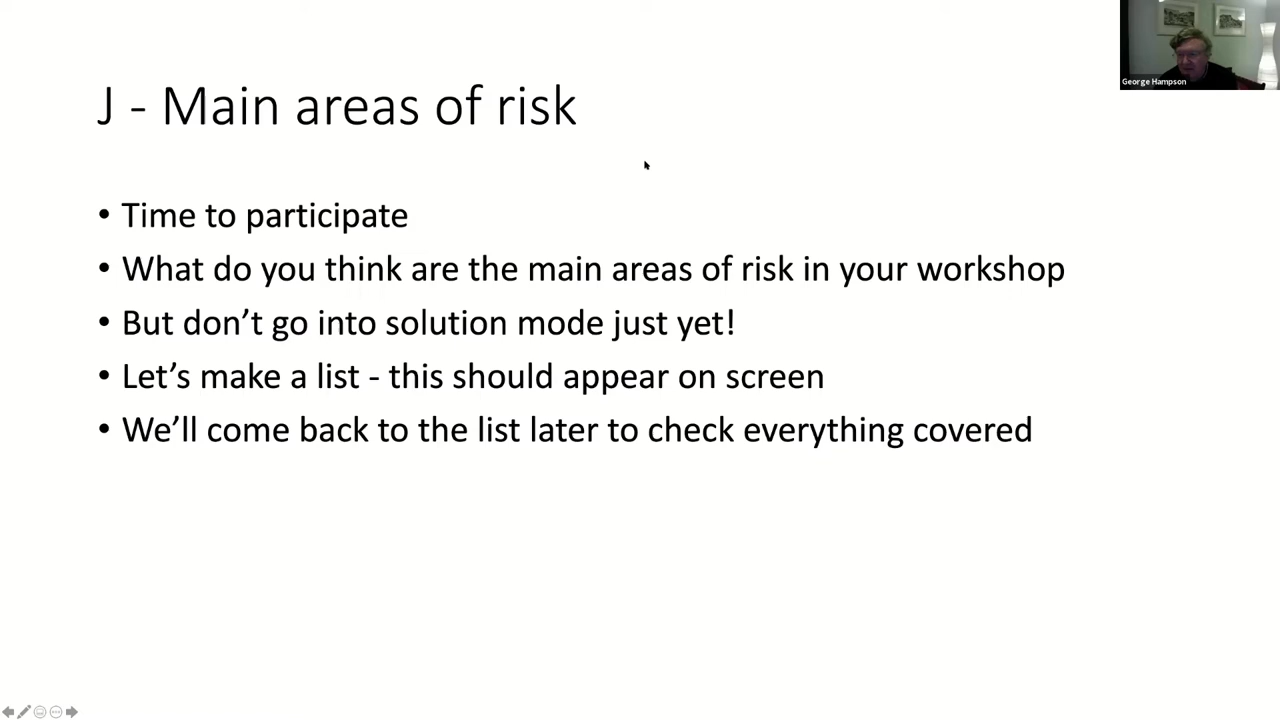 George Hampson
J - Main areas of risk
• Time to participate
• What do you think are the main areas of risk in your workshop
• But don’t go into solution mode just yet!
• Let’s make a list - this should appear on screen
• We’ll come back to the list later to check everything covered